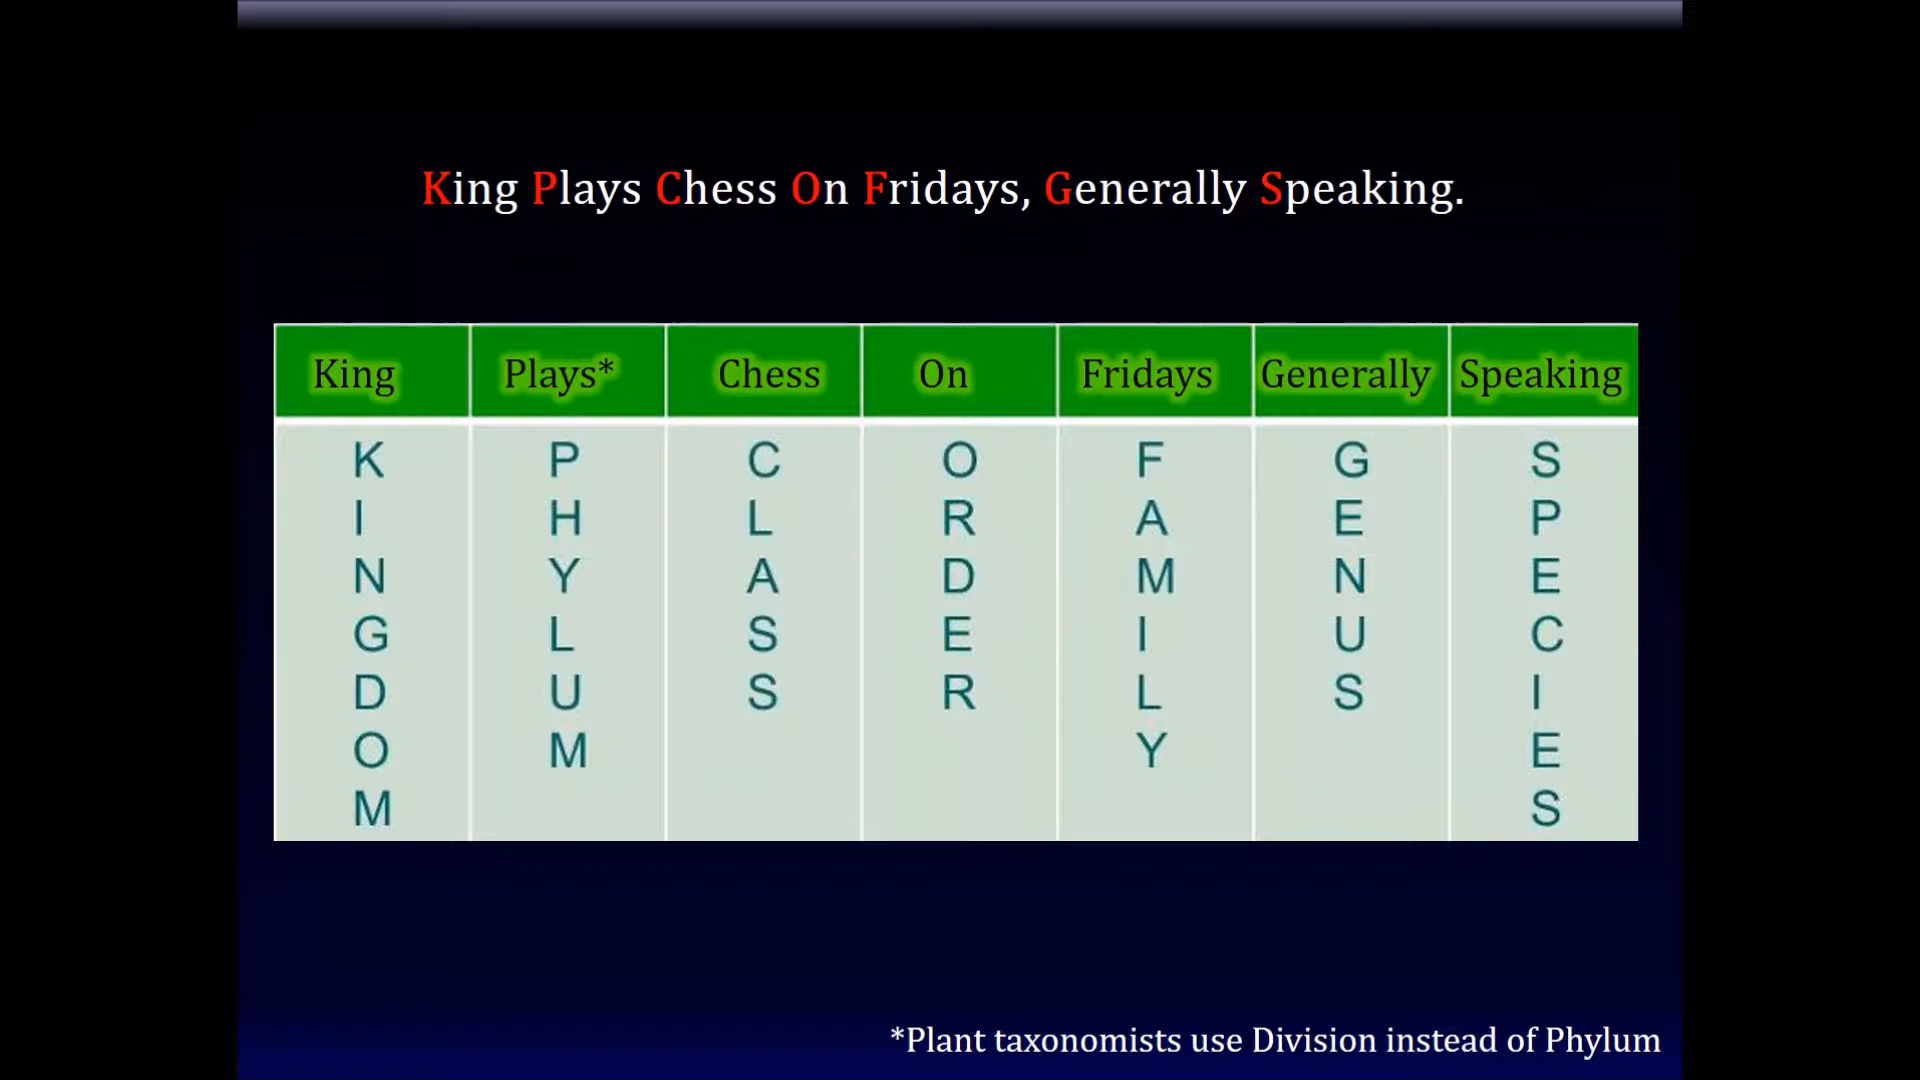 King Plays Chess On Fridays, Generally Speaking.
King Plays* Chess On Fridays Generally Speaking
K P C O F G S
I H L R A E P
N Y A D M N E
G L S E I U C
D U S R L S I
O M Y E
M S
*Plant taxonomists use Division instead of Phylum